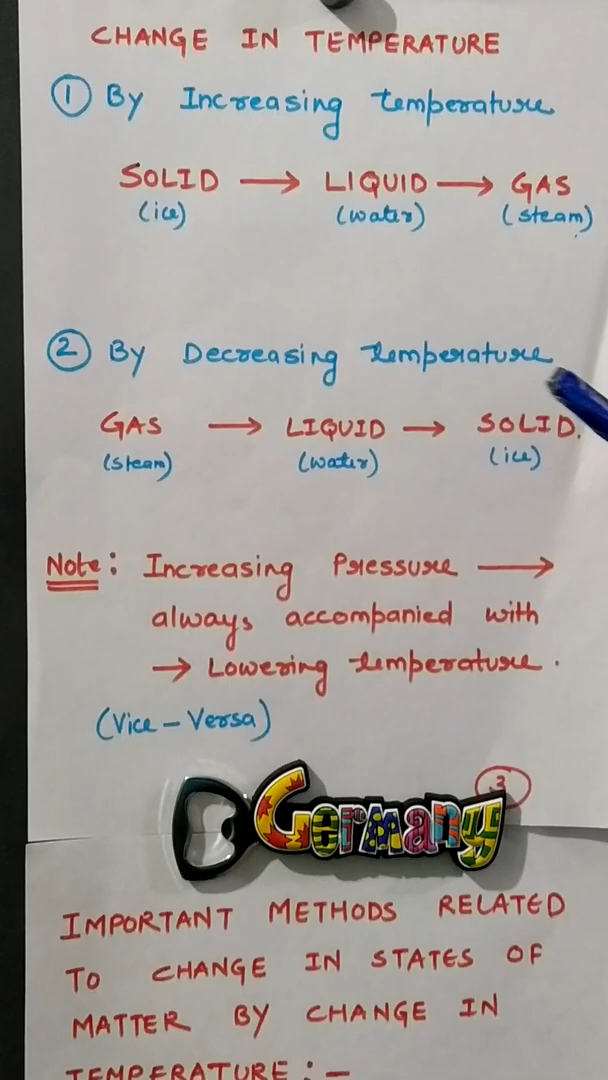 CHANGE IN TEMPERATURE
① By Increasing temperature
SOLID → LIQUID → GAS
(ice) (water) (steam)
② By Decreasing temperature
GAS → LIQUID → SOLID.
(steam) (water) (ice)
Note: Increasing Pressure →
always accompanied with
→ Lowering temperature.
(Vice-Versa)
3
Germany
IMPORTANT METHODS RELATED
TO CHANGE IN STATES OF
MATTER BY CHANGE IN
TEMPERATURE:-